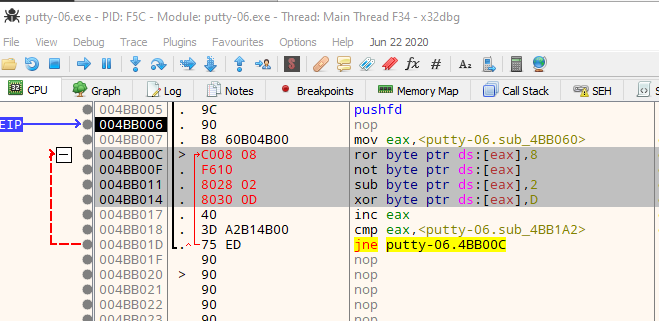 putty-06.exe - PID: F5C - Module: putty-06.exe - Thread: Main Thread F34 - x32dbg
File View Debug Trace Plugins Favourites Options Help Jun 22 2020
CPU Graph Log Notes Breakpoints Memory Map Call Stack SEH
004BB005 . 9C pushfd
EIP 004BB006 . 90 nop
004BB007 . B8 60B04B00 mov eax,<putty-06.sub_4BB060>
004BB00C > C008 08 ror byte ptr ds:[eax],8
004BB00F . F610 not byte ptr ds:[eax]
004BB011 . 8028 02 sub byte ptr ds:[eax],2
004BB014 . 8030 0D xor byte ptr ds:[eax],D
004BB017 . 40 inc eax
004BB018 . 3D A2B14B00 cmp eax,<putty-06.sub_4BB1A2>
004BB01D .^ 75 ED jne putty-06.4BB00C
004BB01F 90 nop
004BB020 > 90 nop
004BB021 90 nop
004BB022 90 nop
004BB023 90 nop